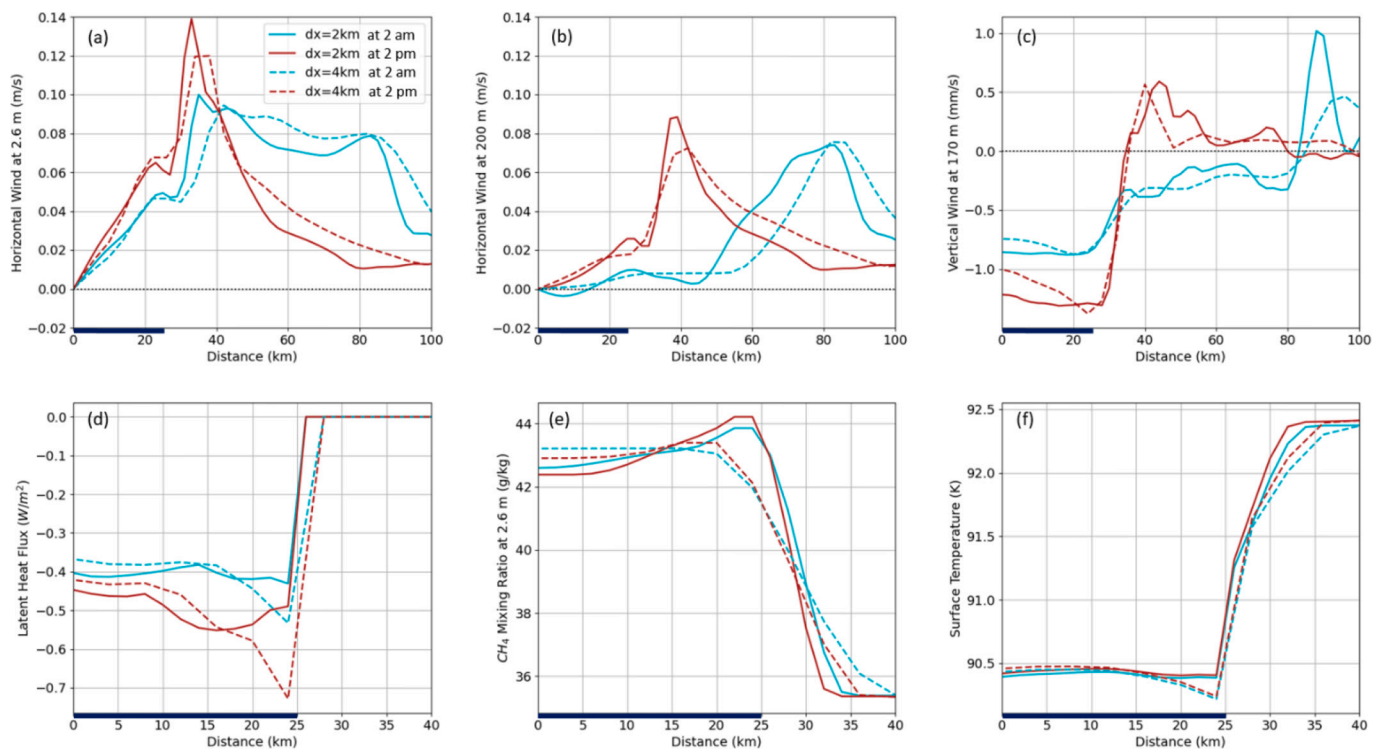 (a)
dx=2km at 2 am
dx=2km at 2 pm
dx=4km at 2 am
dx=4km at 2 pm
Horizontal Wind at 2.6 m (m/s)
0.14
0.12
0.10
0.08
0.06
0.04
0.02
0.00
−0.02
0 20 40 60 80 100
Distance (km)
(b)
Horizontal Wind at 200 m (m/s)
0.14
0.12
0.10
0.08
0.06
0.04
0.02
0.00
−0.02
0 20 40 60 80 100
Distance (km)
(c)
Vertical Wind at 170 m (mm/s)
1.0
0.5
0.0
−0.5
−1.0
0 20 40 60 80 100
Distance (km)
(d)
Latent Heat Flux (W/m²)
0.0
−0.1
−0.2
−0.3
−0.4
−0.5
−0.6
−0.7
0 5 10 15 20 25 30 35 40
Distance (km)
(e)
CH₄ Mixing Ratio at 2.6 m (g/kg)
44
42
40
38
36
0 5 10 15 20 25 30 35 40
Distance (km)
(f)
Surface Temperature (K)
92.5
92.0
91.5
91.0
90.5
0 5 10 15 20 25 30 35 40
Distance (km)